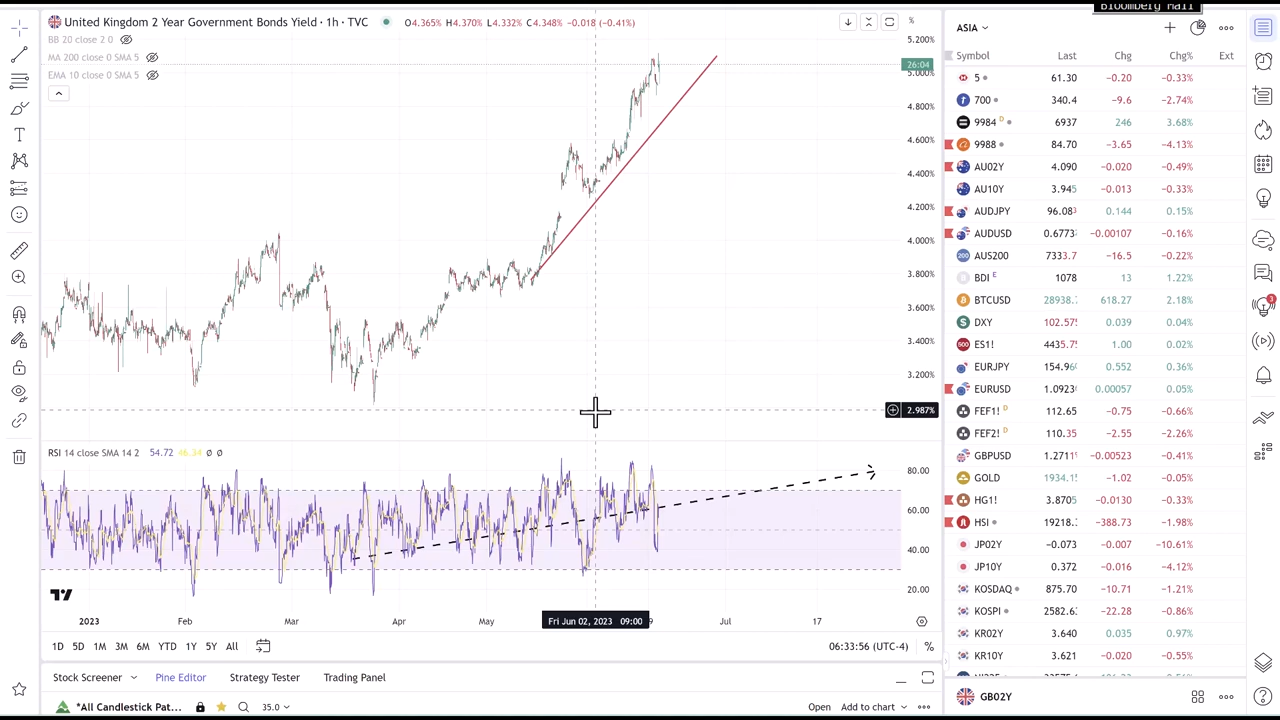 Bloomberg Mail
United Kingdom 2 Year Government Bonds Yield · 1h · TVC O4.365% H4.370% L4.332% C4.348% −0.018 (−0.41%)
BB 20 close 2 0
MA 200 close 0 SMA 5
EMA 10 close 0 SMA 5
%
5.200%
26:04
5.000%
4.800%
4.600%
4.400%
4.200%
4.000%
3.800%
3.600%
3.400%
3.200%
2.987%
RSI 14 close SMA 14 2 54.72 46.34 Ø Ø
80.00
60.00
40.00
20.00
2023 Feb Mar Apr May Fri Jun 02, 2023 09:00 9 Jul 17
1D 5D 1M 3M 6M YTD 1Y 5Y All 06:33:56 (UTC-4) %
Stock Screener Pine Editor Strategy Tester Trading Panel
*All Candlestick Pat... Open Add to chart
ASIA
Symbol Last Chg Chg% Ext
5 61.30 −0.20 −0.33%
700 340.4 −9.6 −2.74%
9984 D 6937 246 3.68%
9988 84.70 −3.65 −4.13%
AU02Y 4.090 −0.020 −0.49%
AU10Y 3.945 −0.013 −0.33%
AUDJPY 96.083 0.144 0.15%
AUDUSD 0.6773 −0.00107 −0.16%
AUS200 7333.7 −16.5 −0.22%
BDI E 1078 13 1.22%
BTCUSD 28938. 618.27 2.18%
DXY 102.575 0.039 0.04%
ES1! 4435.75 1.00 0.02%
EURJPY 154.96 0.552 0.36%
EURUSD 1.0923 0.00057 0.05%
FEF1! D 112.65 −0.75 −0.66%
FEF2! D 110.35 −2.55 −2.26%
GBPUSD 1.2711 −0.00523 −0.41%
GOLD 1934.1 −1.02 −0.05%
HG1! 3.8705 −0.0130 −0.33%
HSI 19218. −388.73 −1.98%
JP02Y −0.073 −0.007 −10.61%
JP10Y 0.372 −0.016 −4.12%
KOSDAQ 875.70 −10.71 −1.21%
KOSPI 2582.6 −22.28 −0.86%
KR02Y 3.640 0.035 0.97%
KR10Y 3.621 −0.020 −0.55%
GB02Y
3